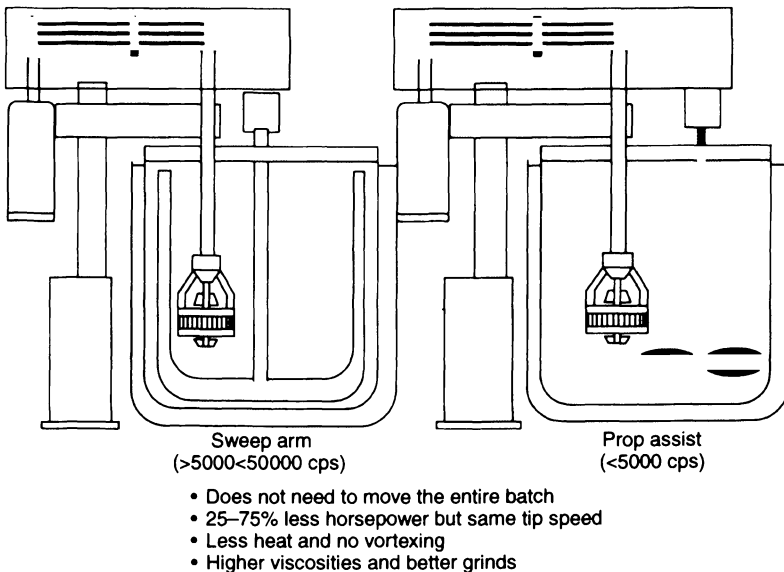 Sweep arm
(>5000<50000 cps)
Prop assist
(<5000 cps)
• Does not need to move the entire batch
• 25–75% less horsepower but same tip speed
• Less heat and no vortexing
• Higher viscosities and better grinds